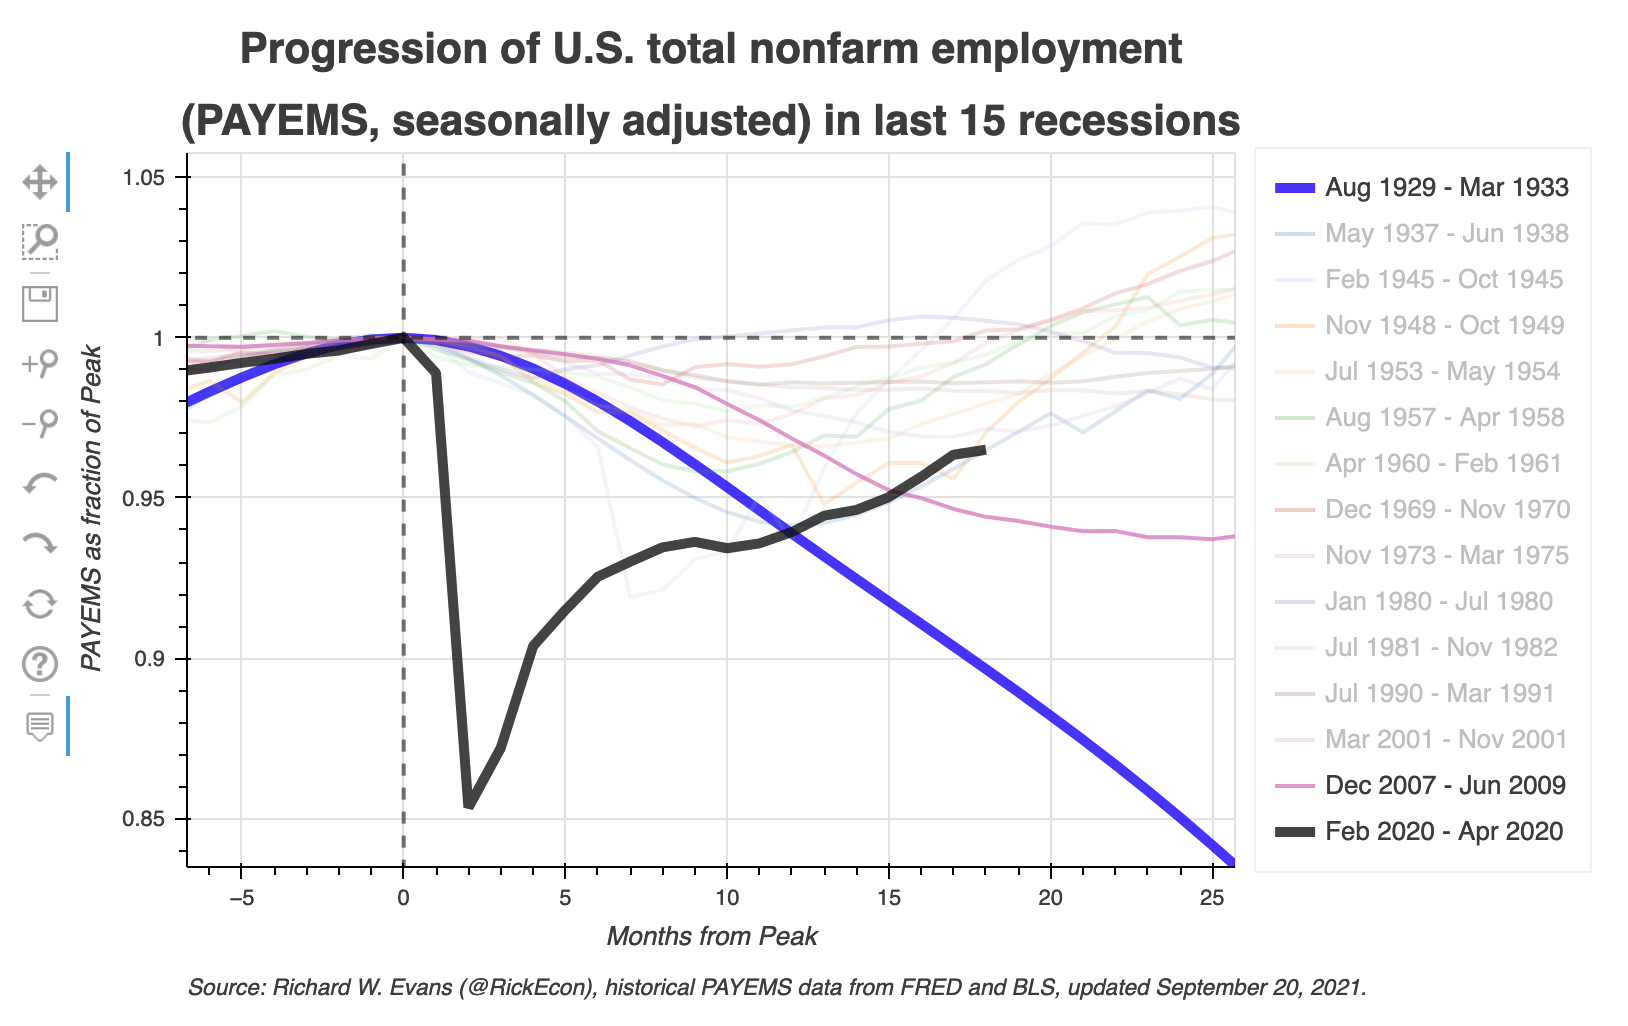 Progression of U.S. total nonfarm employment
(PAYEMS, seasonally adjusted) in last 15 recessions
PAYEMS as fraction of Peak
1.05
1
0.95
0.9
0.85
−5
0
5
10
15
20
25
Months from Peak
Aug 1929 - Mar 1933
May 1937 - Jun 1938
Feb 1945 - Oct 1945
Nov 1948 - Oct 1949
Jul 1953 - May 1954
Aug 1957 - Apr 1958
Apr 1960 - Feb 1961
Dec 1969 - Nov 1970
Nov 1973 - Mar 1975
Jan 1980 - Jul 1980
Jul 1981 - Nov 1982
Jul 1990 - Mar 1991
Mar 2001 - Nov 2001
Dec 2007 - Jun 2009
Feb 2020 - Apr 2020
Source: Richard W. Evans (@RickEcon), historical PAYEMS data from FRED and BLS, updated September 20, 2021.